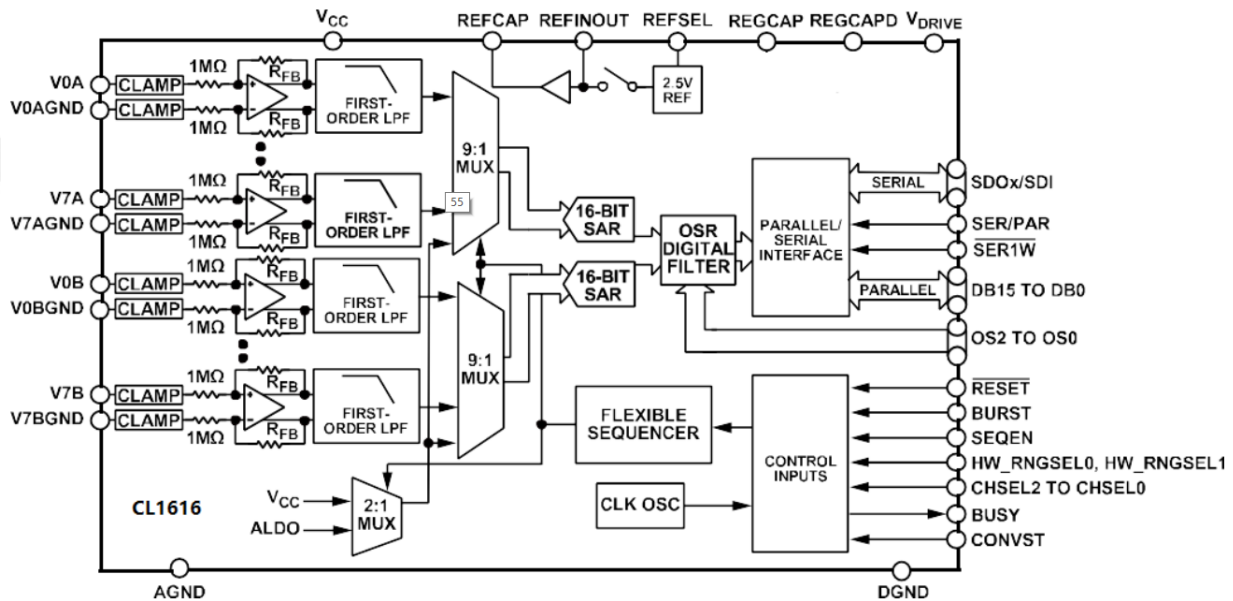 VCC
REFCAP REFINOUT REFSEL REGCAP REGCAPD VDRIVE
V0A
CLAMP
1MΩ
RFB
+
−
V0AGND
CLAMP
1MΩ
RFB
FIRST-
ORDER LPF
2.5V
REF
9:1
MUX
55
V7A
CLAMP
1MΩ
RFB
+
−
V7AGND
CLAMP
1MΩ
RFB
FIRST-
ORDER LPF
V0B
CLAMP
1MΩ
RFB
+
−
V0BGND
CLAMP
1MΩ
RFB
FIRST-
ORDER LPF
9:1
MUX
V7B
CLAMP
1MΩ
RFB
+
−
V7BGND
CLAMP
1MΩ
RFB
FIRST-
ORDER LPF
16-BIT
SAR
16-BIT
SAR
OSR
DIGITAL
FILTER
PARALLEL/
SERIAL
INTERFACE
SERIAL
SDOx/SDI
SER/PAR
SER1W
PARALLEL
DB15 TO DB0
OS2 TO OS0
FLEXIBLE
SEQUENCER
CLK OSC
CONTROL
INPUTS
RESET
BURST
SEQEN
HW_RNGSEL0, HW_RNGSEL1
CHSEL2 TO CHSEL0
BUSY
CONVST
CL1616
VCC
ALDO
2:1
MUX
AGND
DGND